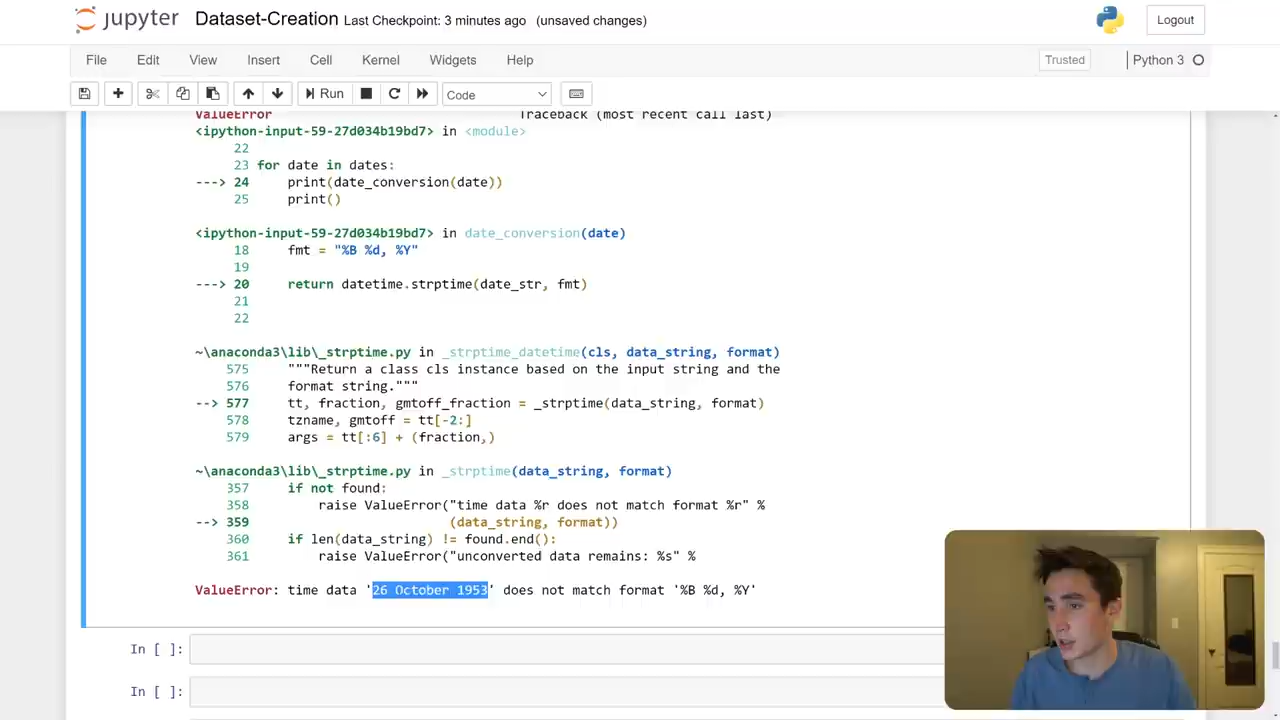 jupyter Dataset-Creation Last Checkpoint: 3 minutes ago (unsaved changes) Logout
File Edit View Insert Cell Kernel Widgets Help Trusted Python 3
Run Code
ValueError Traceback (most recent call last)
<ipython-input-59-27d034b19bd7> in <module>
22
23 for date in dates:
---> 24 print(date_conversion(date))
25 print()
<ipython-input-59-27d034b19bd7> in date_conversion(date)
18 fmt = "%B %d, %Y"
19
---> 20 return datetime.strptime(date_str, fmt)
21
22
~\anaconda3\lib\_strptime.py in _strptime_datetime(cls, data_string, format)
575 """Return a class cls instance based on the input string and the
576 format string."""
--> 577 tt, fraction, gmtoff_fraction = _strptime(data_string, format)
578 tzname, gmtoff = tt[-2:]
579 args = tt[:6] + (fraction,)
~\anaconda3\lib\_strptime.py in _strptime(data_string, format)
357 if not found:
358 raise ValueError("time data %r does not match format %r" %
--> 359 (data_string, format))
360 if len(data_string) != found.end():
361 raise ValueError("unconverted data remains: %s" %
ValueError: time data '26 October 1953' does not match format '%B %d, %Y'
In [ ]:
In [ ]: